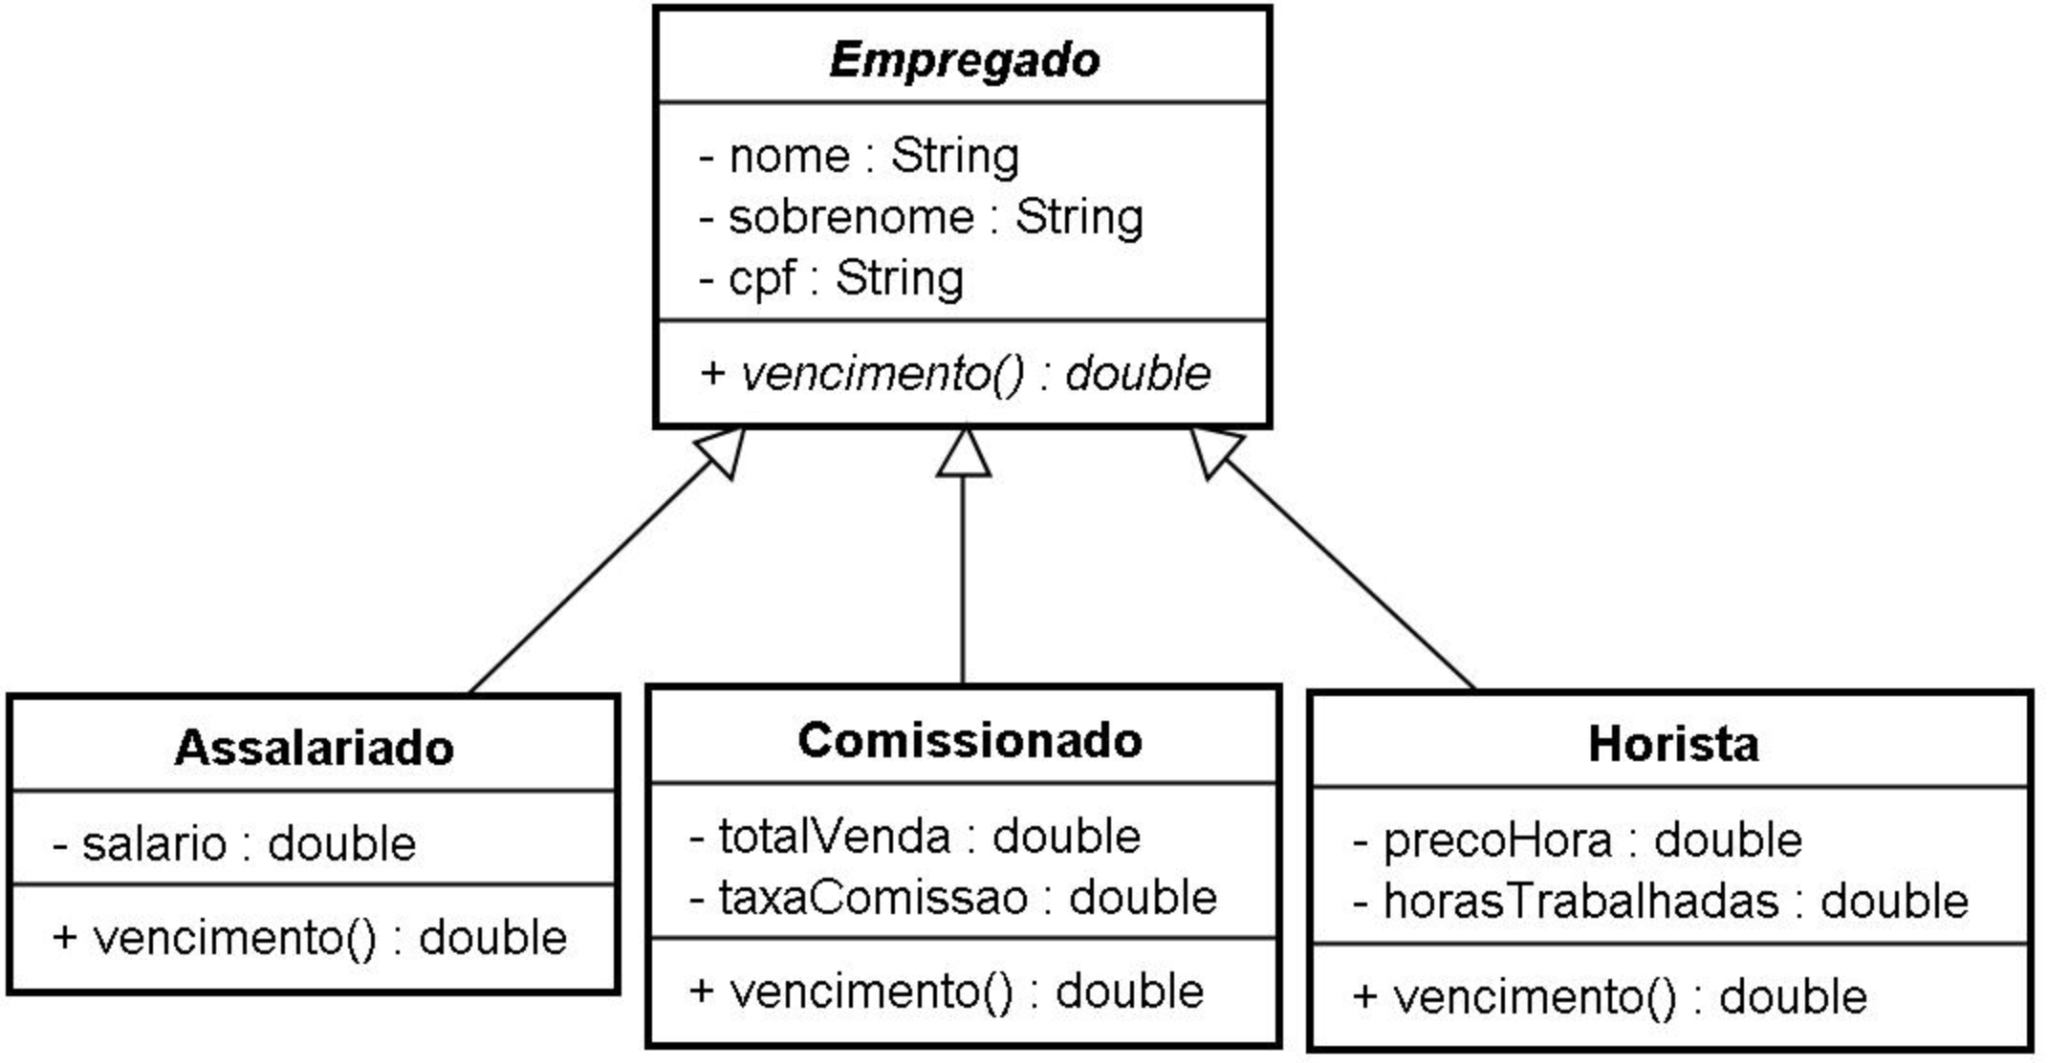 Empregado
- nome : String
- sobrenome : String
- cpf : String
+ vencimento() : double
Assalariado
- salario : double
+ vencimento() : double
Comissionado
- totalVenda : double
- taxaComissao : double
+ vencimento() : double
Horista
- precoHora : double
- horasTrabalhadas : double
+ vencimento() : double